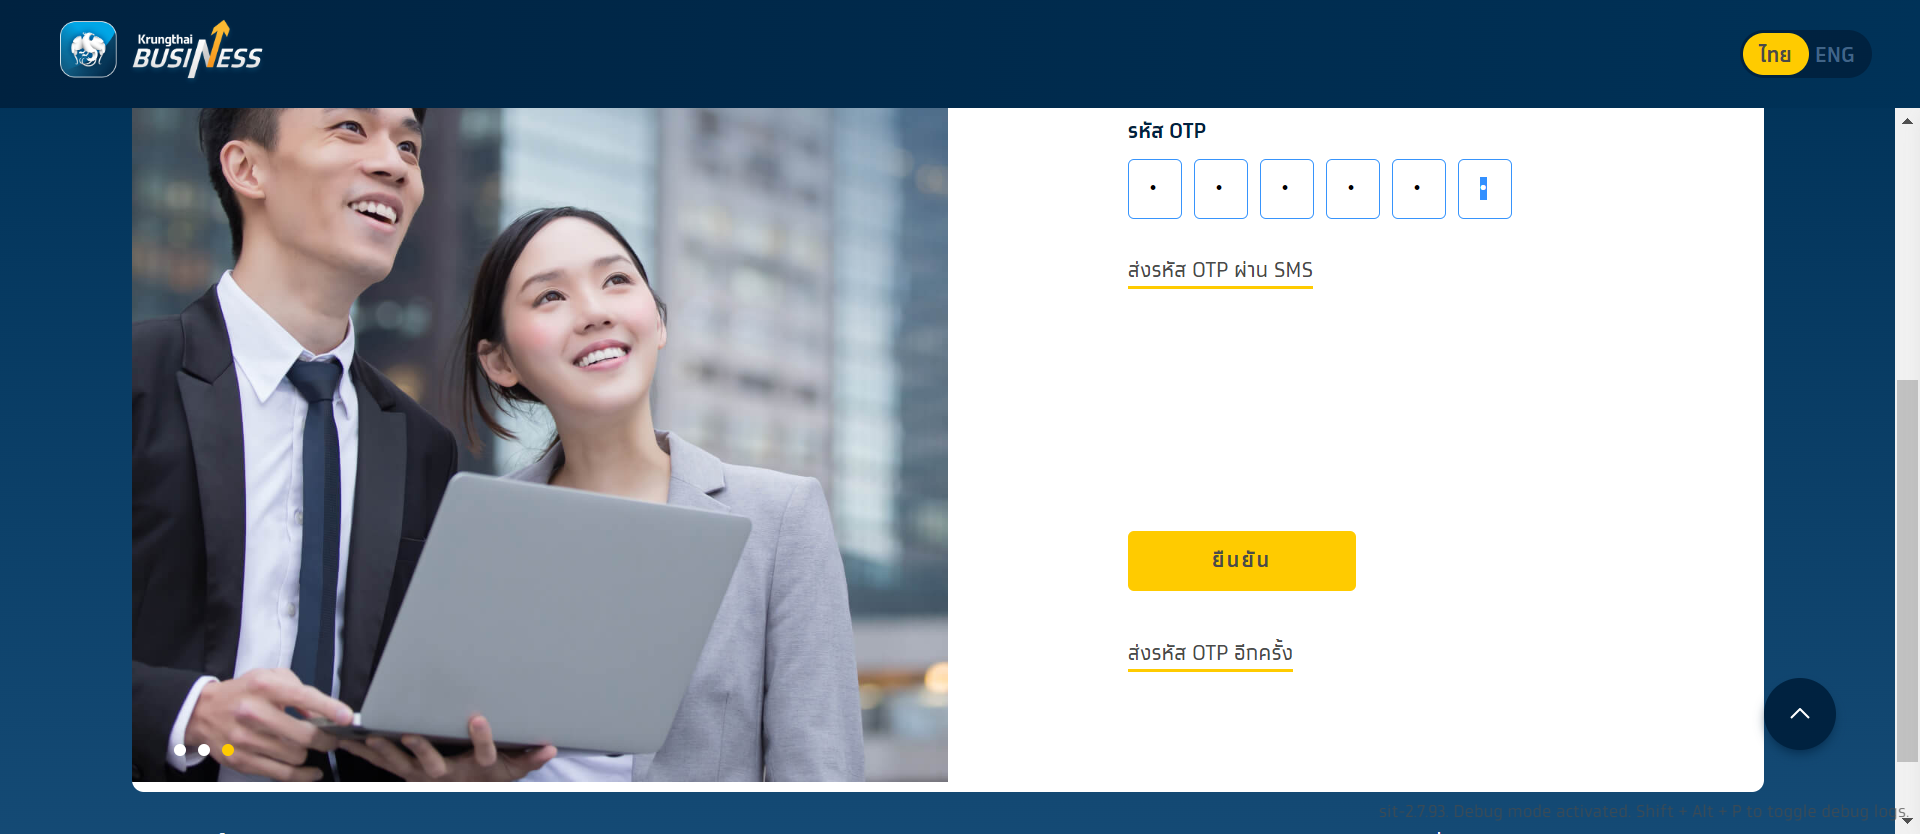 Krungthai
BUSINESS
ไทย ENG
รหัส OTP
ส่งรหัส OTP ผ่าน SMS
ยืนยัน
ส่งรหัส OTP อีกครั้ง
sit-2.7.93. Debug mode activated. Shift + Alt + P to toggle debug logs.